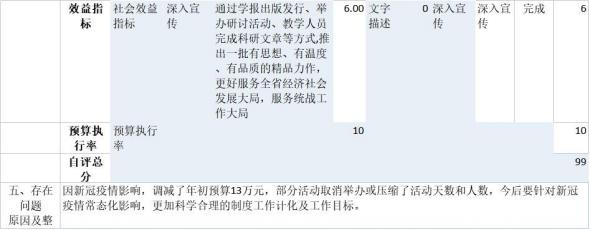 效益指标 社会效益指标 深入宣传 通过学报出版发行、举办研讨活动、教学人员完成科研文章等方式,推出一批有思想、有温度、有品质的精品力作，更好服务全省经济社会发展大局，服务统战工作大局 6.00 文字描述 0 深入宣传 深入宣传 完成 6
预算执行率 预算执行率 10 10
自评总分 99
五、存在问题
原因及整
因新冠疫情影响，调减了年初预算13万元，部分活动取消举办或压缩了活动天数和人数，今后要针对新冠
疫情常态化影响，更加科学合理的制度工作计化及工作目标。